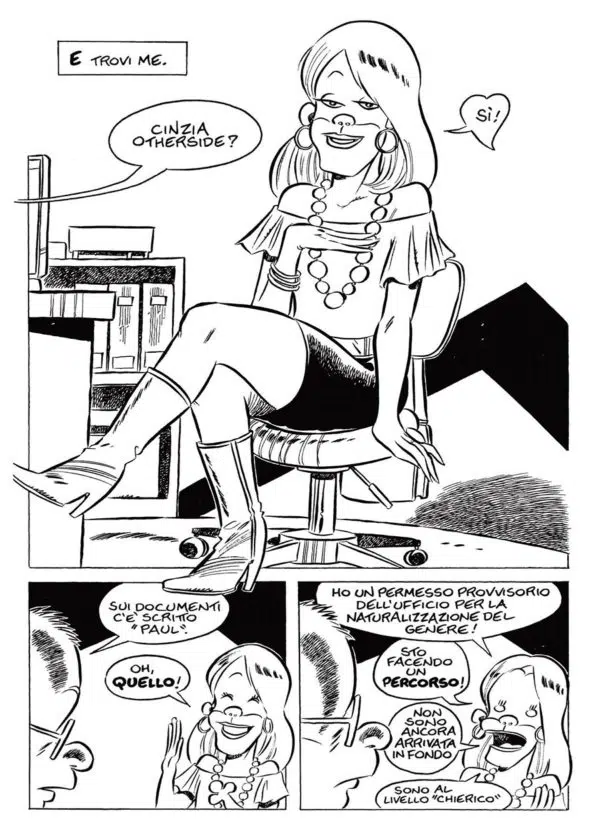 E TROVI ME.
CINZIA
OTHERSIDE?
SÌ!
SUI DOCUMENTI
C'È SCRITTO
"PAUL".
OH,
QUELLO!
HO UN PERMESSO PROVVISORIO
DELL'UFFICIO PER LA
NATURALIZZAZIONE DEL
GENERE!
STO
FACENDO
UN
PERCORSO!
NON
SONO
ANCORA
ARRIVATA
IN FONDO
SONO AL
LIVELLO "CHIERICO"